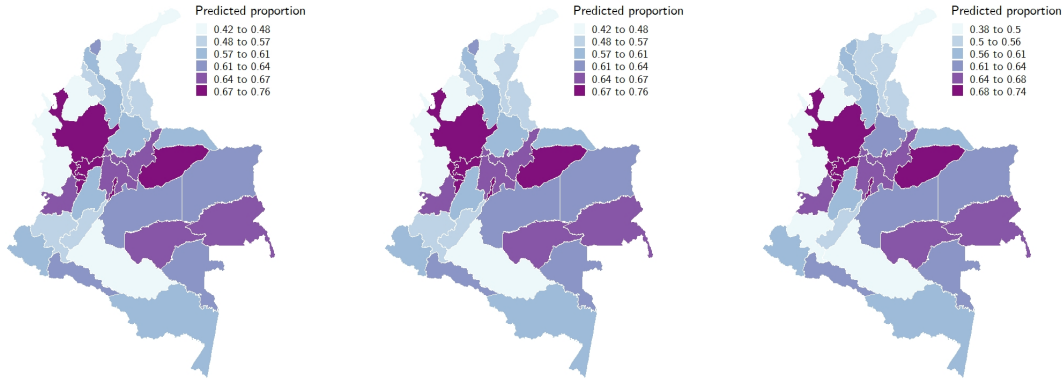 Predicted proportion
0.42 to 0.48
0.48 to 0.57
0.57 to 0.61
0.61 to 0.64
0.64 to 0.67
0.67 to 0.76
Predicted proportion
0.42 to 0.48
0.48 to 0.57
0.57 to 0.61
0.61 to 0.64
0.64 to 0.67
0.67 to 0.76
Predicted proportion
0.38 to 0.5
0.5 to 0.56
0.56 to 0.61
0.61 to 0.64
0.64 to 0.68
0.68 to 0.74